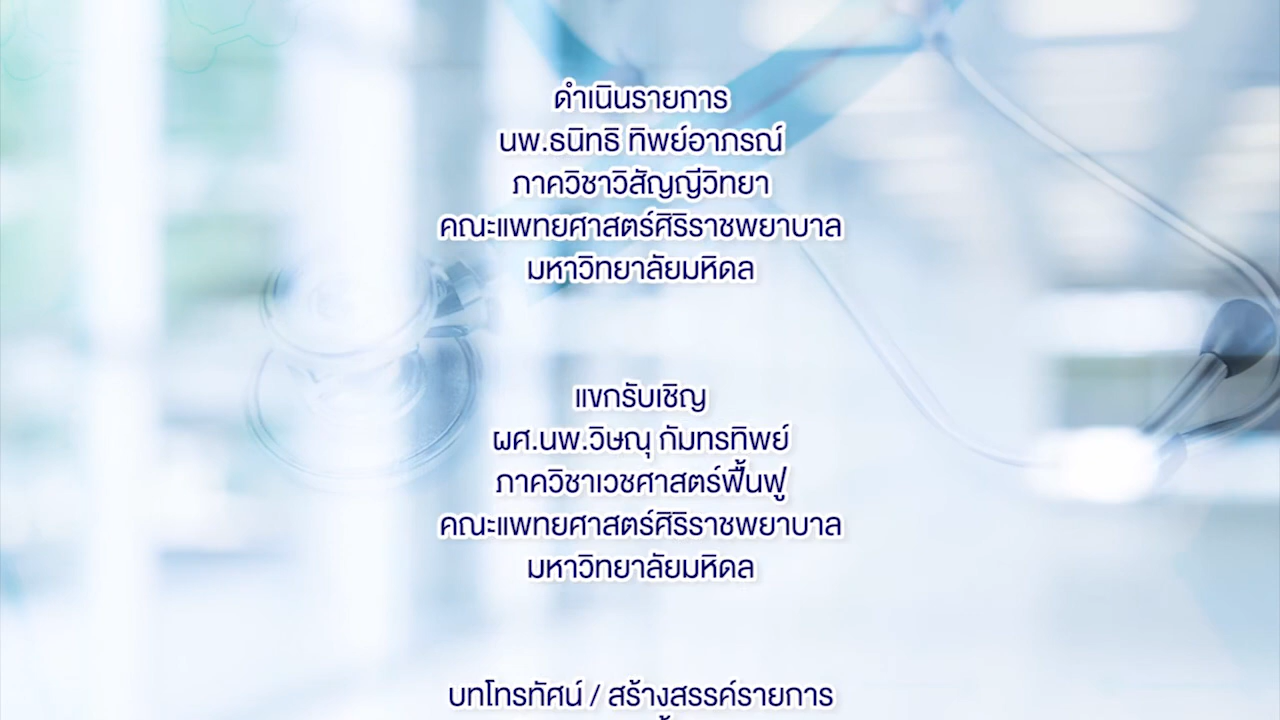 ดำเนินรายการ
นพ.ธนิทธิ ทิพย์อาภรณ์
ภาควิชาวิสัญญีวิทยา
คณะแพทยศาสตร์ศิริราชพยาบาล
มหาวิทยาลัยมหิดล
แขกรับเชิญ
ผศ.นพ.วิษณุ กัมทรทิพย์
ภาควิชาเวชศาสตร์ฟื้นฟู
คณะแพทยศาสตร์ศิริราชพยาบาล
มหาวิทยาลัยมหิดล
บทโทรทัศน์ / สร้างสรรค์รายการ